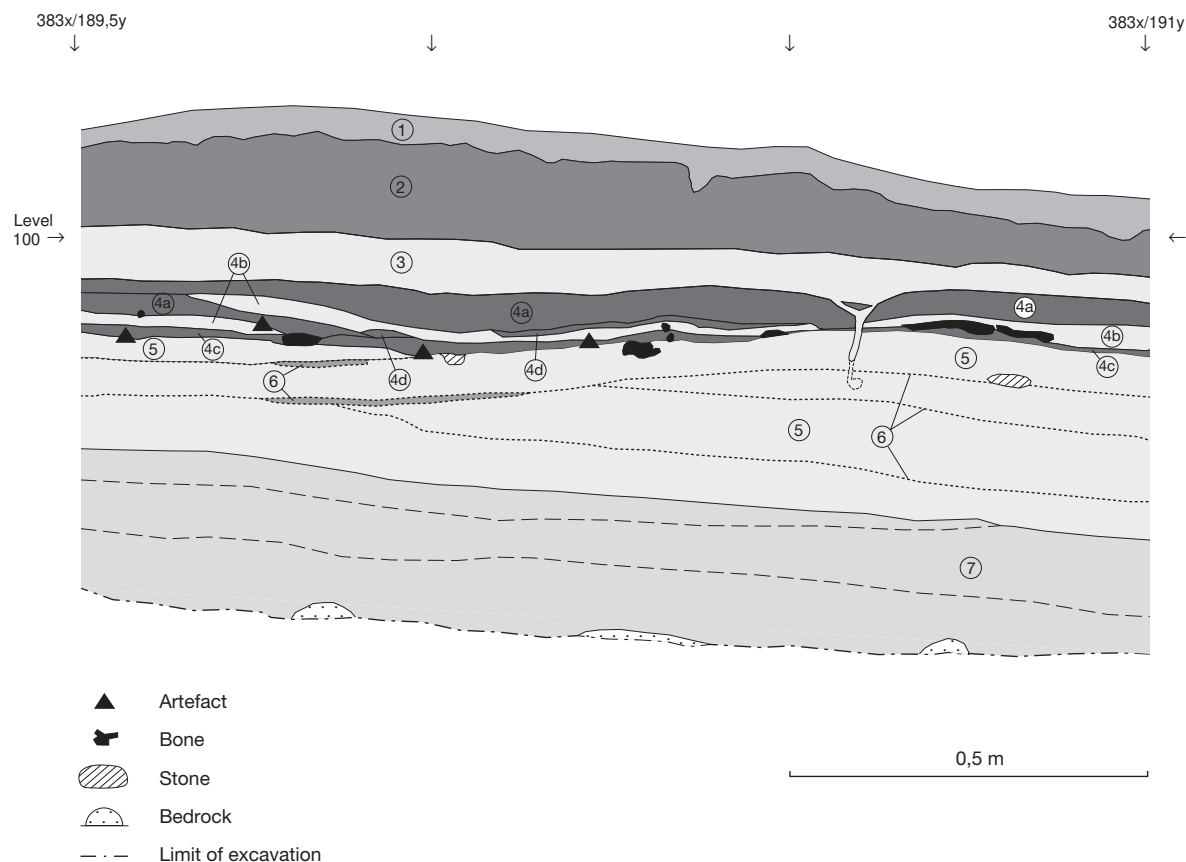 383x/189,5y
383x/191y
1
2
Level
100
3
4b
4a
4a
4a
4b
5
4c
4d
4d
5
4c
6
5
6
7
0,5 m
Artefact
Bone
Stone
Bedrock
Limit of excavation